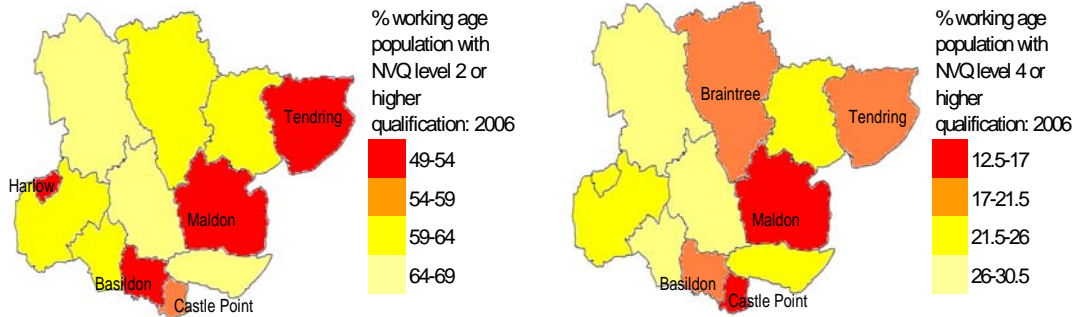 % working age
population with
NVQ level 2 or
higher
qualification: 2006
49-54
54-59
59-64
64-69
Tendring
Harlow
Maldon
Basildon
Castle Point
% working age
population with
NVQ level 4 or
higher
qualification: 2006
12.5-17
17-21.5
21.5-26
26-30.5
Braintree
Tendring
Maldon
Basildon
Castle Point